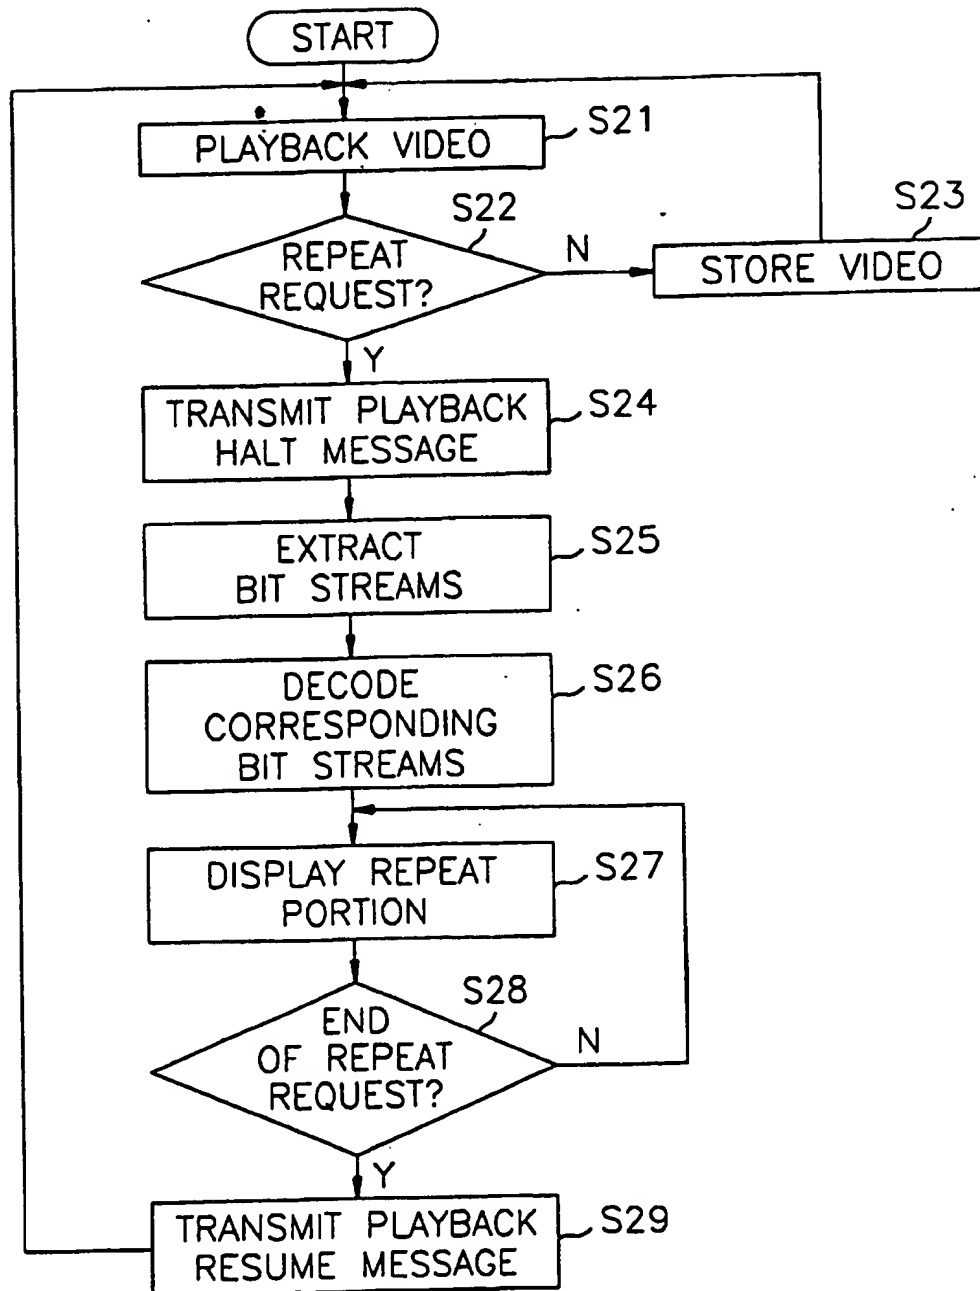 START
PLAYBACK VIDEO
S21
S22
REPEAT
REQUEST?
N
S23
STORE VIDEO
Y
TRANSMIT PLAYBACK
HALT MESSAGE
S24
EXTRACT
BIT STREAMS
S25
DECODE
CORRESPONDING
BIT STREAMS
S26
DISPLAY REPEAT
PORTION
S27
S28
END
OF REPEAT
REQUEST?
N
Y
TRANSMIT PLAYBACK
RESUME MESSAGE
S29